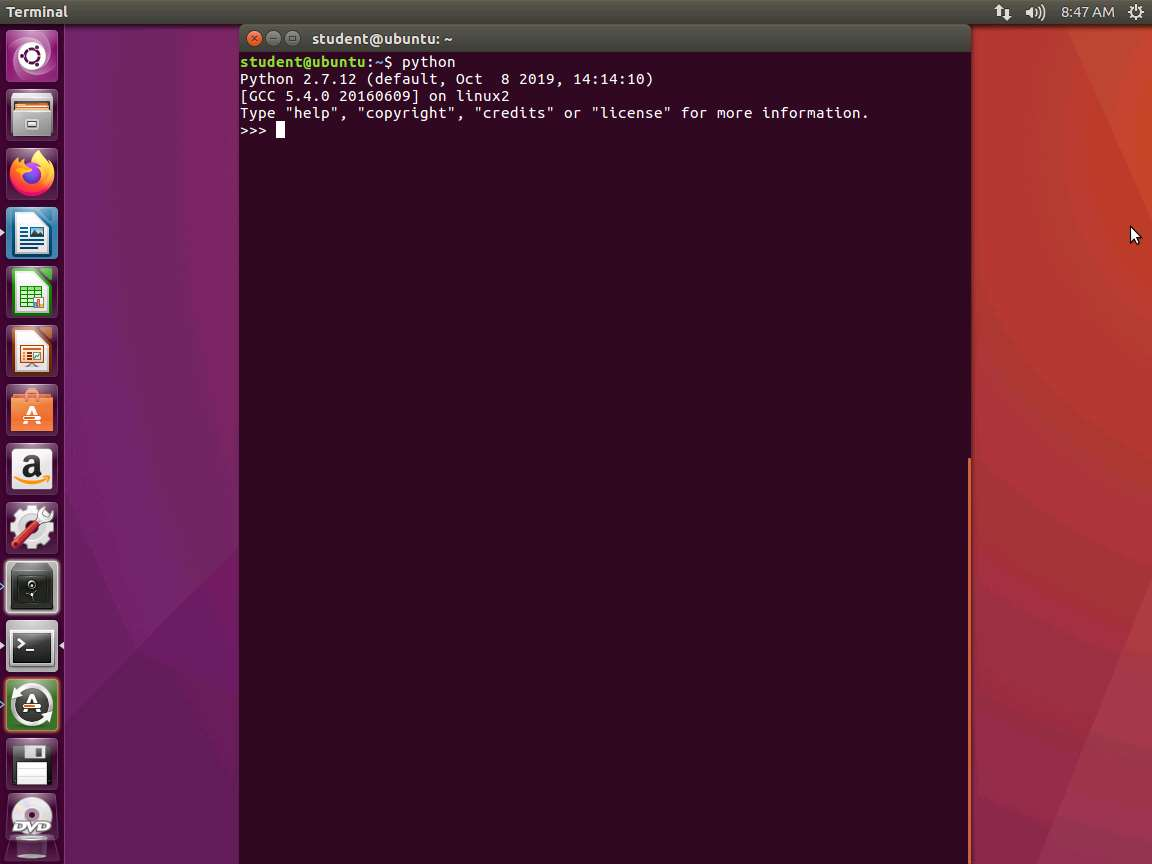 Terminal
8:47 AM
student@ubuntu: ~
student@ubuntu:~$ python
Python 2.7.12 (default, Oct  8 2019, 14:14:10)
[GCC 5.4.0 20160609] on linux2
Type "help", "copyright", "credits" or "license" for more information.
>>>
a
>_
DVD